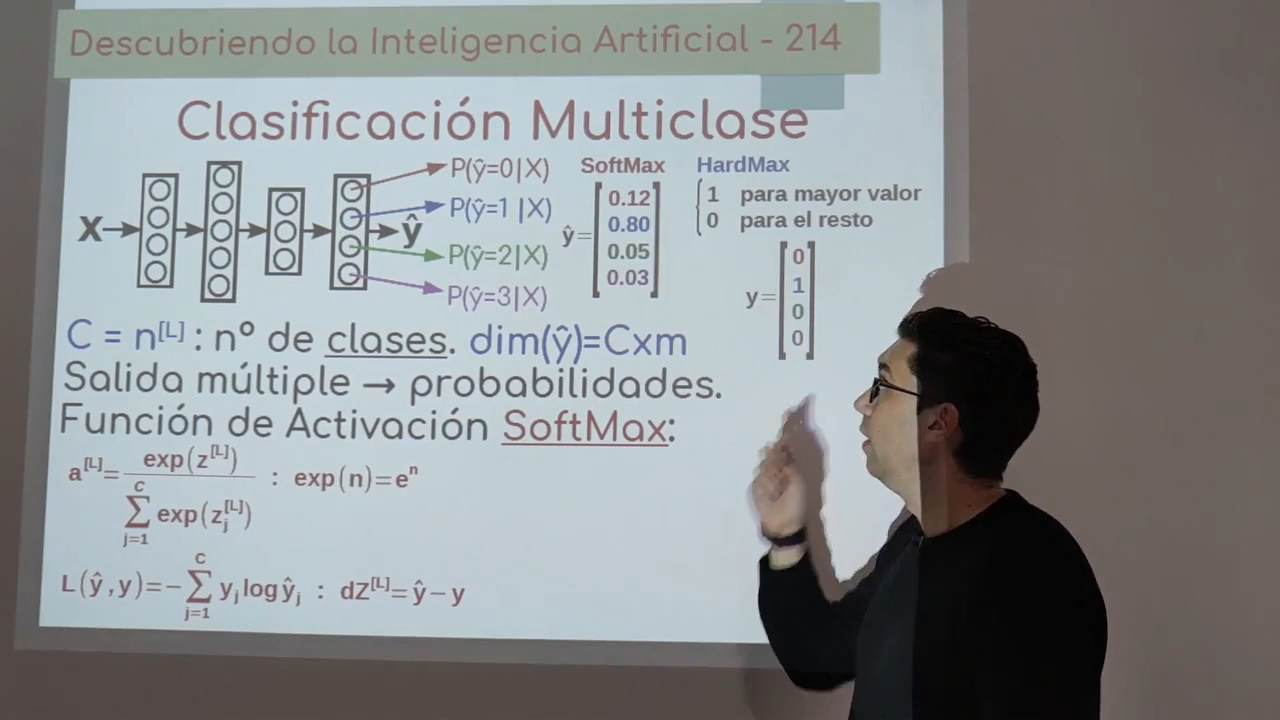 Descubriendo la Inteligencia Artificial - 214
Clasificación Multiclase
X
ŷ
P(ŷ=0|X)
P(ŷ=1 |X)
P(ŷ=2|X)
P(ŷ=3|X)
SoftMax
ŷ=
0.12
0.80
0.05
0.03
HardMax
1 para mayor valor
0 para el resto
y=
0
1
0
0
C = n^[L] : nº de clases. dim(ŷ)=Cxm
Salida múltiple → probabilidades.
Función de Activación SoftMax:
a^[L]= exp(z^[L]) / ∑_{j=1}^{C} exp(z_j^[L]) : exp(n)=e^n
L(ŷ,y)=-∑_{j=1}^{C} y_j log ŷ_j : dZ^[L]=ŷ-y